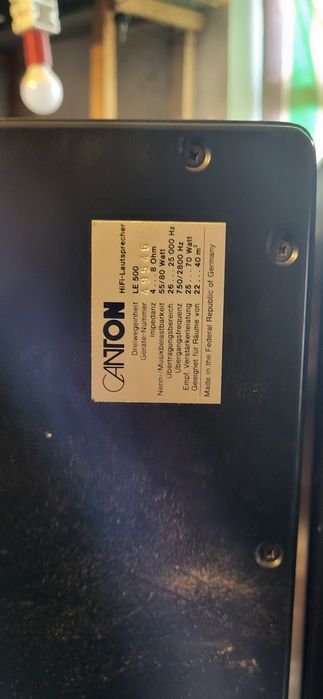 CANTON HiFi-Lautsprecher
Dreiwegeinheit LE 500
Geräte-Nummer 49546
Impedanz 4...8 Ohm
Nenn-/Musikbelastbarkeit 55/80 Watt
Übertragungsbereich 26...25 000 Hz
Übergangsfrequenz 750/2800 Hz
Empf. Verstärkerleistung 25...70 Watt
Geeignet für Räume von 22...40 m²
Made in the Federal Republic of Germany